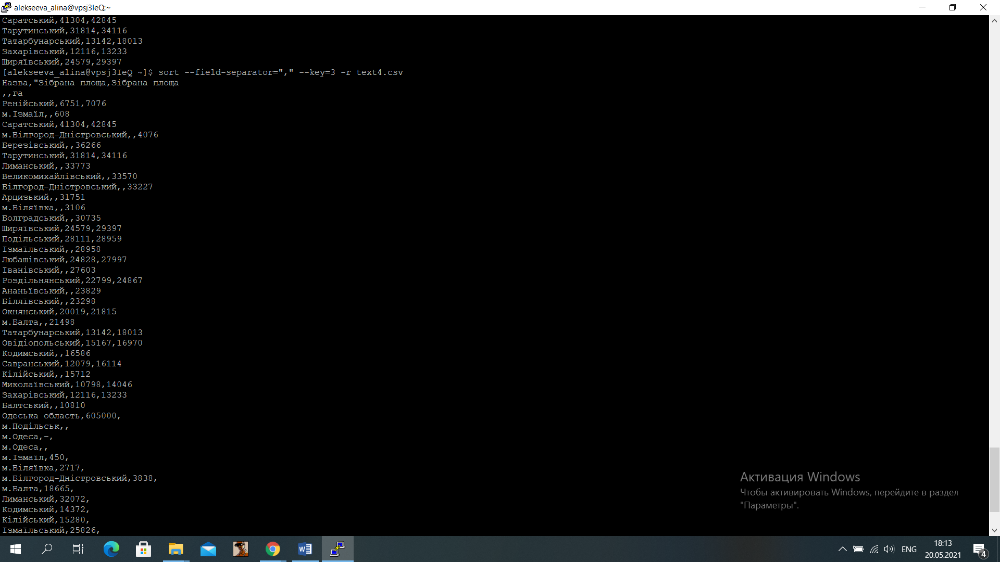 alekseeva_alina@vpsj3IeQ:~
Саратський,41304,42845
Тарутинський,31814,34116
Татарбунарський,13142,18013
Захарівський,12116,13233
Ширяївський,24579,29397
[alekseeva_alina@vpsj3IeQ ~]$ sort --field-separator="," --key=3 -r text4.csv
Назва,"Зібрана площа,Зібрана площа
,,га
Ренійський,6751,7076
м.Ізмаїл,,608
Саратський,41304,42845
м.Білгород-Дністровський,,4076
Березівський,,36266
Тарутинський,31814,34116
Лиманський,,33773
Великомихайлівський,,33570
Білгород-Дністровський,,33227
Арцизький,,31751
м.Біляївка,,3106
Болградський,,30735
Ширяївський,24579,29397
Подільський,28111,28959
Ізмаїльський,,28958
Любашівський,24828,27997
Іванівський,,27603
Роздільнянський,22799,24867
Ананьївський,,23829
Біляївський,,23298
Окнянський,20019,21815
м.Балта,,21498
Татарбунарський,13142,18013
Овідіопольський,15167,16970
Кодимський,,16586
Савранський,12079,16114
Кілійський,,15712
Миколаївський,10798,14046
Захарівський,12116,13233
Балтський,,10810
Одеська область,605000,
м.Подільськ,,
м.Одеса,-,
м.Одеса,,
м.Ізмаїл,450,
м.Біляївка,2717,
м.Білгород-Дністровський,3838,
м.Балта,18665,
Лиманський,32072,
Кодимський,14372,
Кілійський,15280,
Ізмаїльський,25826,
Активация Windows
Чтобы активировать Windows, перейдите в раздел
"Параметры".
ENG
18:13
20.05.2021
4